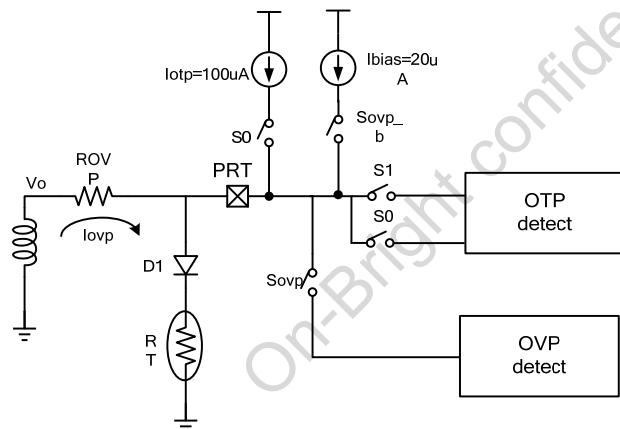 Iotp=100uA
Ibias=20u
A
S0
Sovp_
b
ROV
P
PRT
Vo
S1
S0
OTP
detect
Iovp
D1
Sovp
R
T
OVP
detect
On-Bright confide